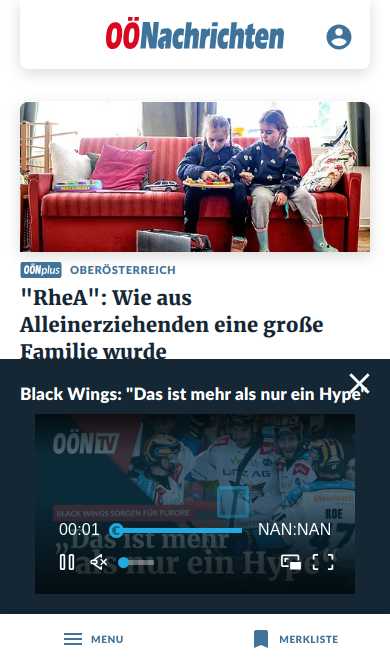 OÖNachrichten
OÖNplus OBERÖSTERREICH
"RheA": Wie aus
Alleinerziehenden eine große
Familie wurde
Black Wings: "Das ist mehr als nur ein Hype"
OÖN TV
BLACK WINGS SORGEN FÜR FURORE
00:01 NAN:NAN
„Das ist mehr
als nur ein Hype“
MENU MERKLISTE